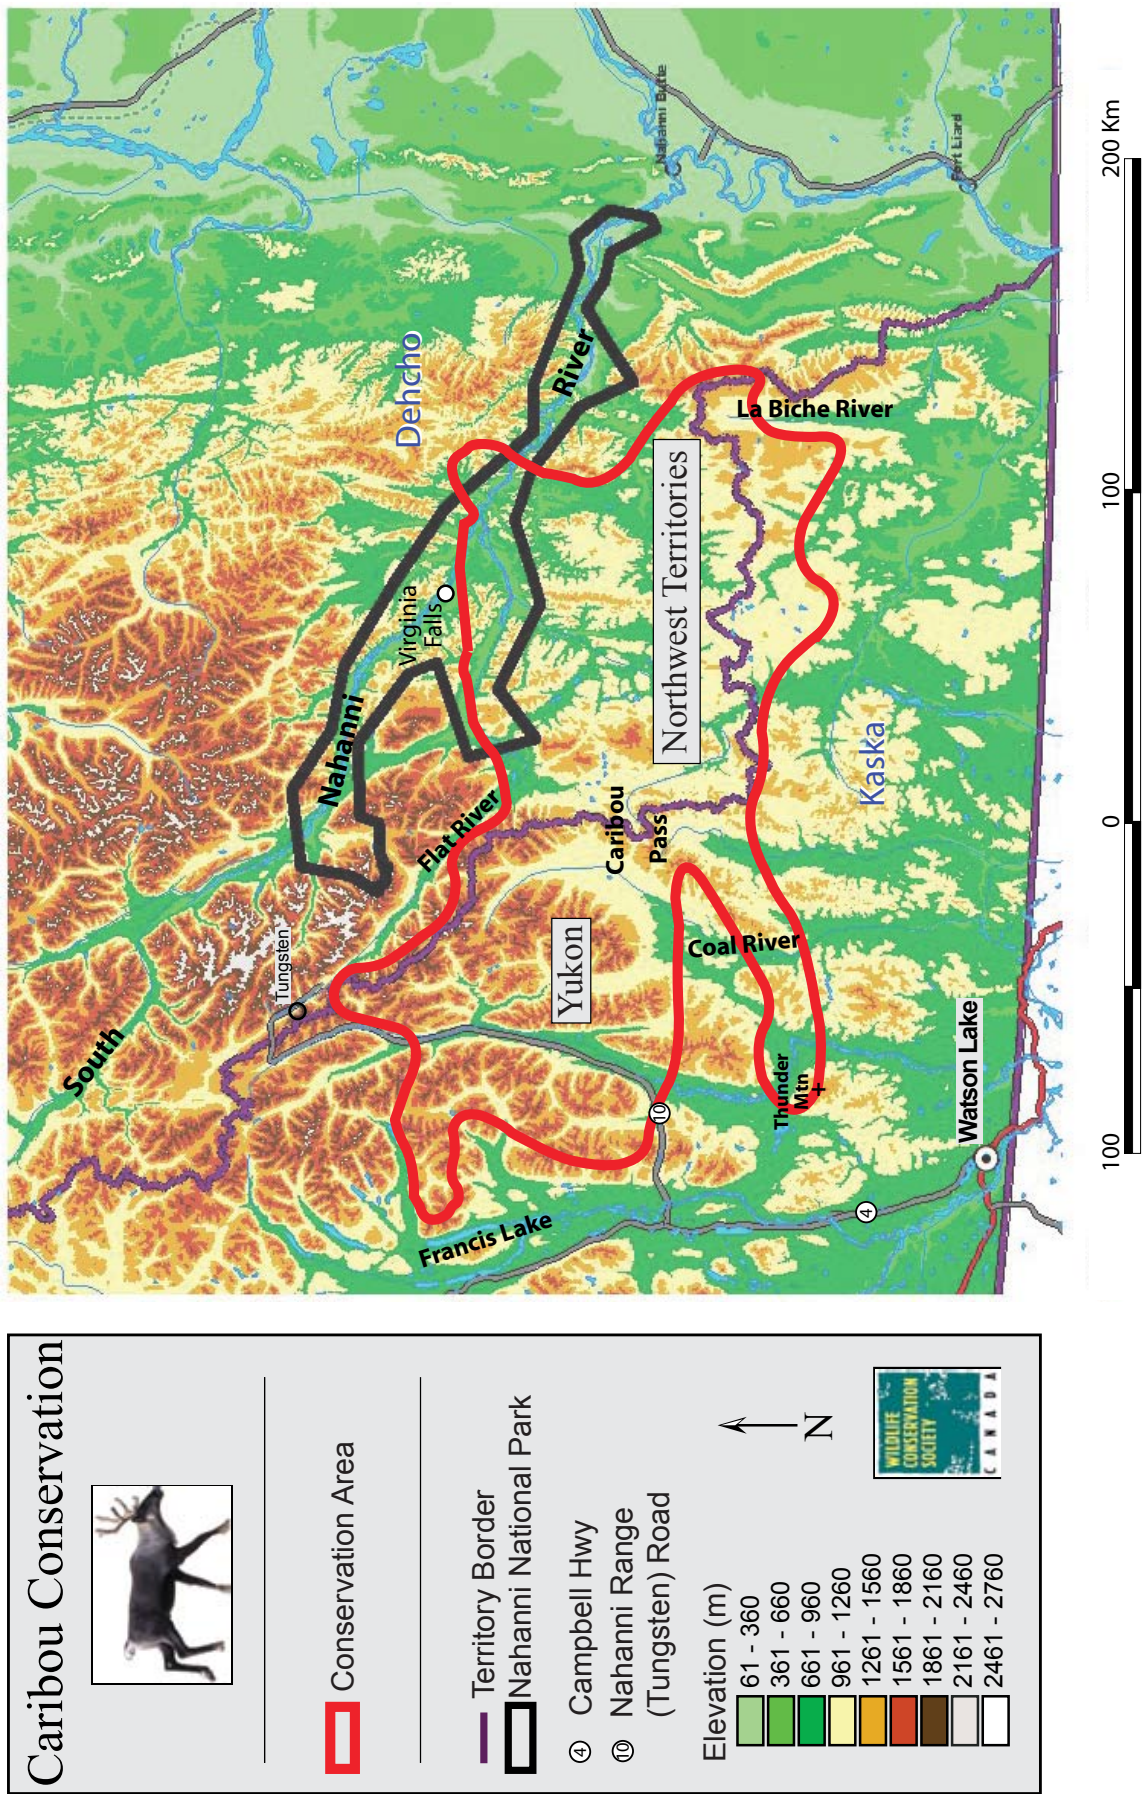 Caribou Conservation
Conservation Area
Territory Border
Nahanni National Park
4 Campbell Hwy
10 Nahanni Range
(Tungsten) Road
Elevation (m)
61 - 360
361 - 660
661 - 960
961 - 1260
1261 - 1560
1561 - 1860
1861 - 2160
2161 - 2460
2461 - 2760
N
WILDLIFE
CONSERVATION
SOCIETY
CANADA
South
Tungsten
Nahanni
Virginia
Falls
Dehcho
River
Nahanni Butte
Fort Liard
Flat River
Francis Lake
Yukon
Caribou
Pass
Northwest Territories
La Biche River
10
Coal River
Thunder
Mtn
+
Kaska
4
Watson Lake
100
0
100
200 Km